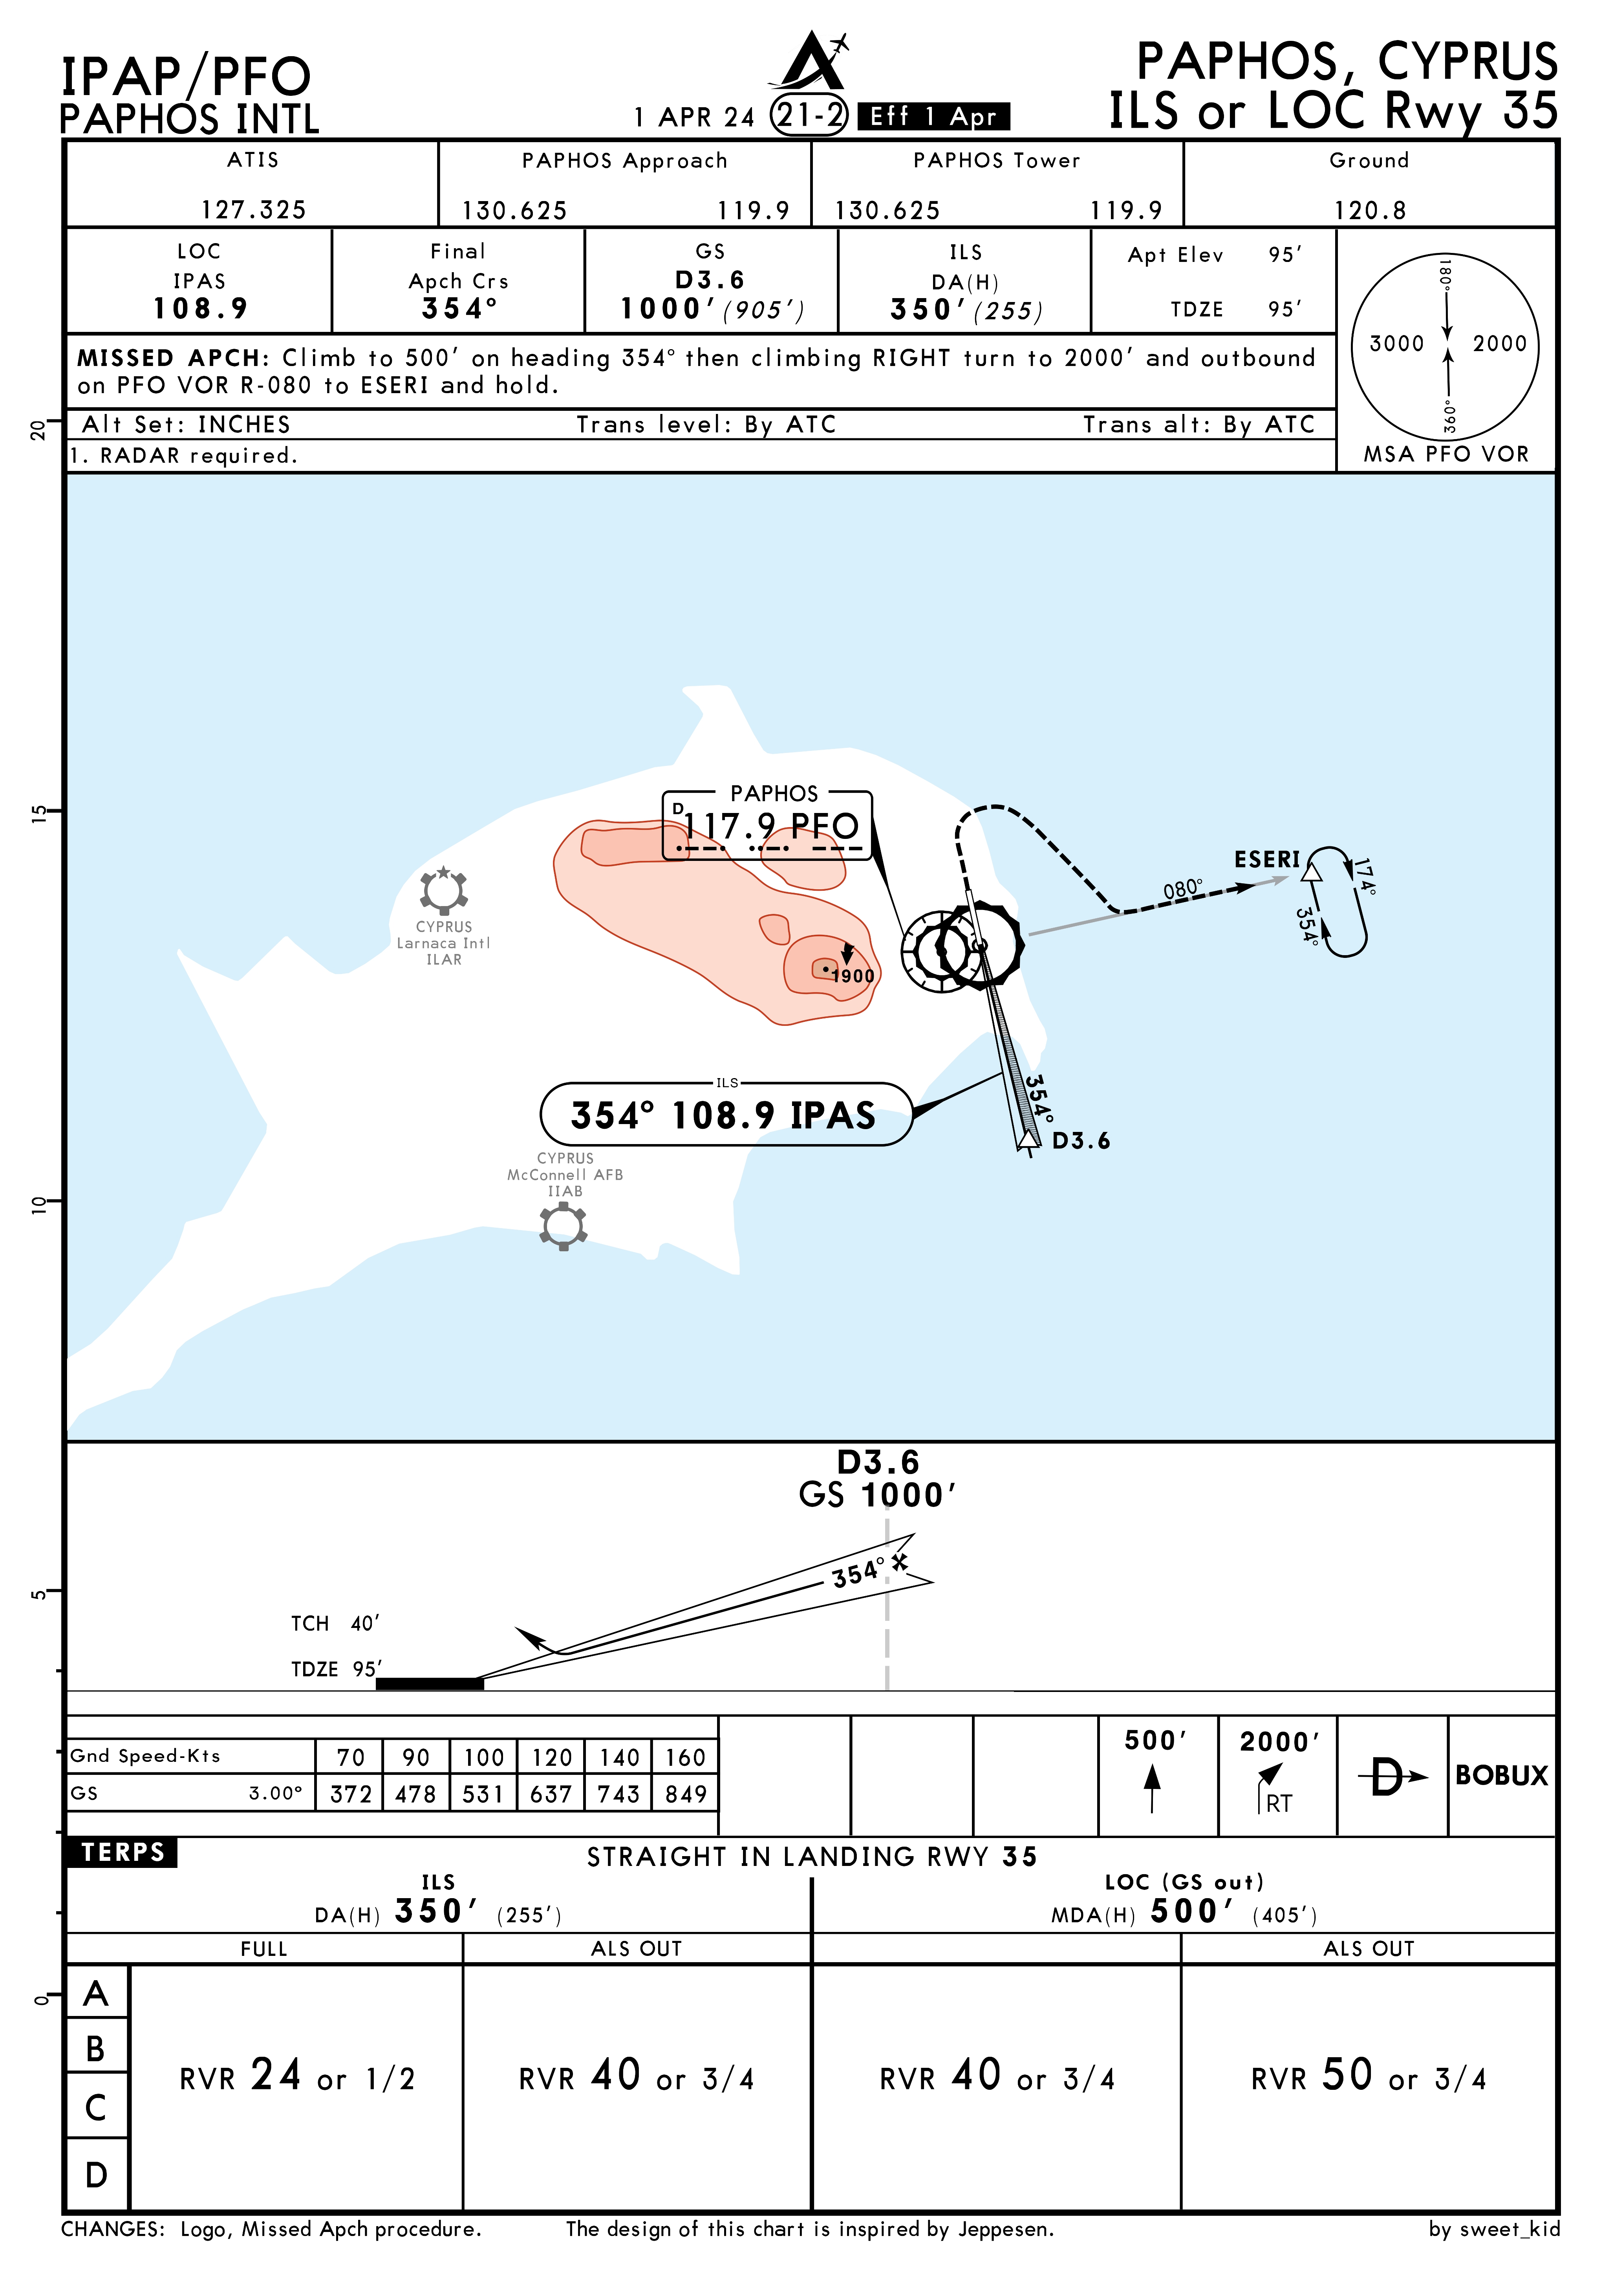 IPAP/PFO
PAPHOS INTL
1 APR 24 21-2 Eff 1 Apr
PAPHOS, CYPRUS
ILS or LOC Rwy 35
ATIS
127.325
PAPHOS Approach
130.625 119.9
PAPHOS Tower
130.625 119.9
Ground
120.8
LOC
IPAS
108.9
Final
Apch Crs
354°
GS
D3.6
1000' (905')
ILS
DA(H)
350' (255)
Apt Elev 95'
TDZE 95'
MISSED APCH: Climb to 500' on heading 354° then climbing RIGHT turn to 2000' and outbound
on PFO VOR R-080 to ESERI and hold.
Alt Set: INCHES Trans level: By ATC Trans alt: By ATC
1. RADAR required.
180°
3000 2000
360°
MSA PFO VOR
20
15
10
5
0
PAPHOS
D 117.9 PFO
CYPRUS
Larnaca Intl
ILAR
1900
ESERI
080°
174°
354°
ILS
354° 108.9 IPAS
354°
D3.6
CYPRUS
McConnell AFB
IIAB
D3.6
GS 1000'
354°
TCH 40'
TDZE 95'
Gnd Speed-Kts 70 90 100 120 140 160
GS 3.00° 372 478 531 637 743 849
500'
2000'
RT
D
BOBUX
TERPS
STRAIGHT IN LANDING RWY 35
ILS
DA(H) 350' (255')
LOC (GS out)
MDA(H) 500' (405')
FULL ALS OUT ALS OUT
A
B
C
D
RVR 24 or 1/2 RVR 40 or 3/4 RVR 40 or 3/4 RVR 50 or 3/4
CHANGES: Logo, Missed Apch procedure. The design of this chart is inspired by Jeppesen. by sweet_kid